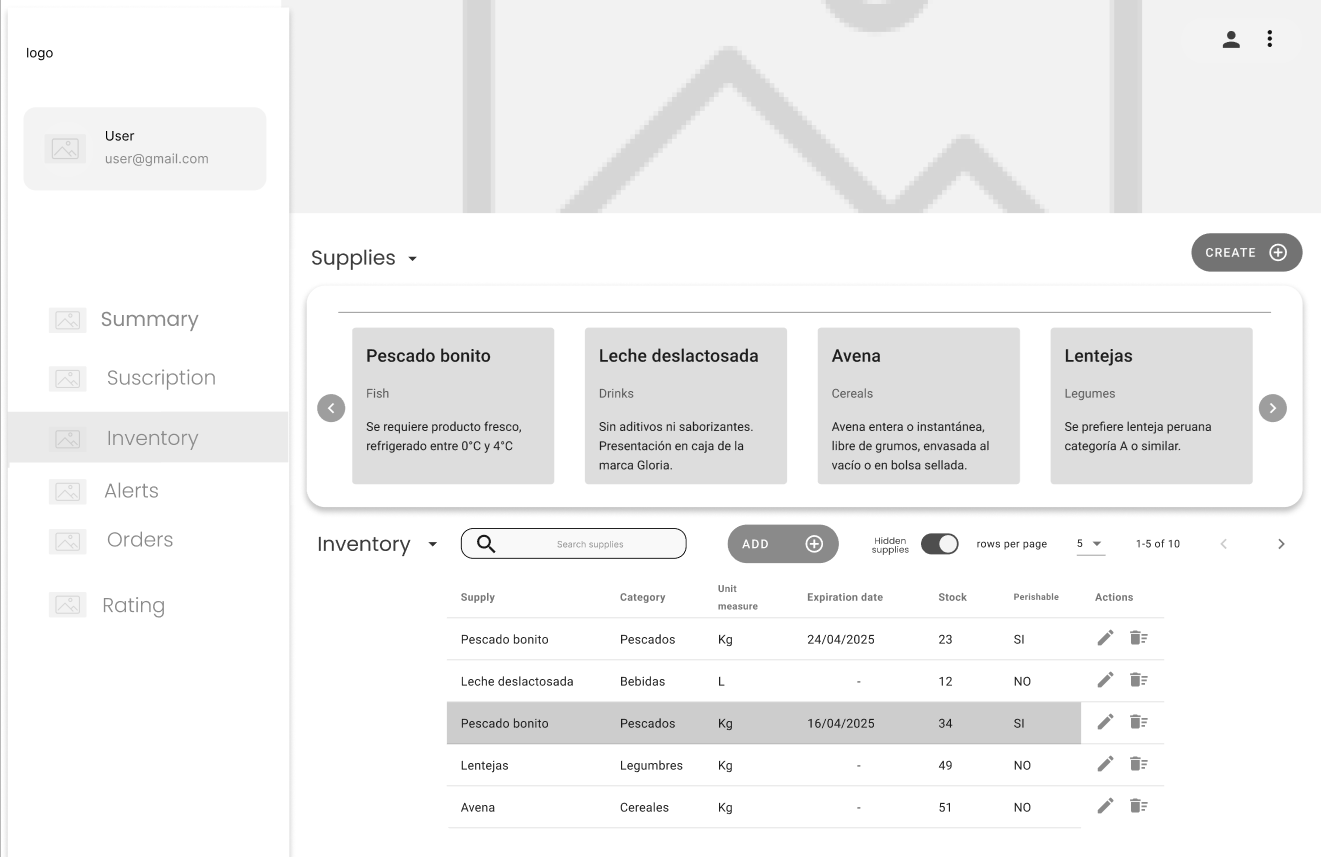 logo
User
user@gmail.com
Summary
Suscription
Inventory
Alerts
Orders
Rating
Supplies
CREATE
Pescado bonito
Fish
Se requiere producto fresco,
refrigerado entre 0°C y 4°C
Leche deslactosada
Drinks
Sin aditivos ni saborizantes.
Presentación en caja de la
marca Gloria.
Avena
Cereals
Avena entera o instantánea,
libre de grumos, envasada al
vacío o en bolsa sellada.
Lentejas
Legumes
Se prefiere lenteja peruana
categoría A o similar.
Inventory
Search supplies
ADD
Hidden
supplies
rows per page
5
1-5 of 10
Supply Category Unit measure Expiration date Stock Perishable Actions
Pescado bonito Pescados Kg 24/04/2025 23 SI
Leche deslactosada Bebidas L - 12 NO
Pescado bonito Pescados Kg 16/04/2025 34 SI
Lentejas Legumbres Kg - 49 NO
Avena Cereales Kg - 51 NO